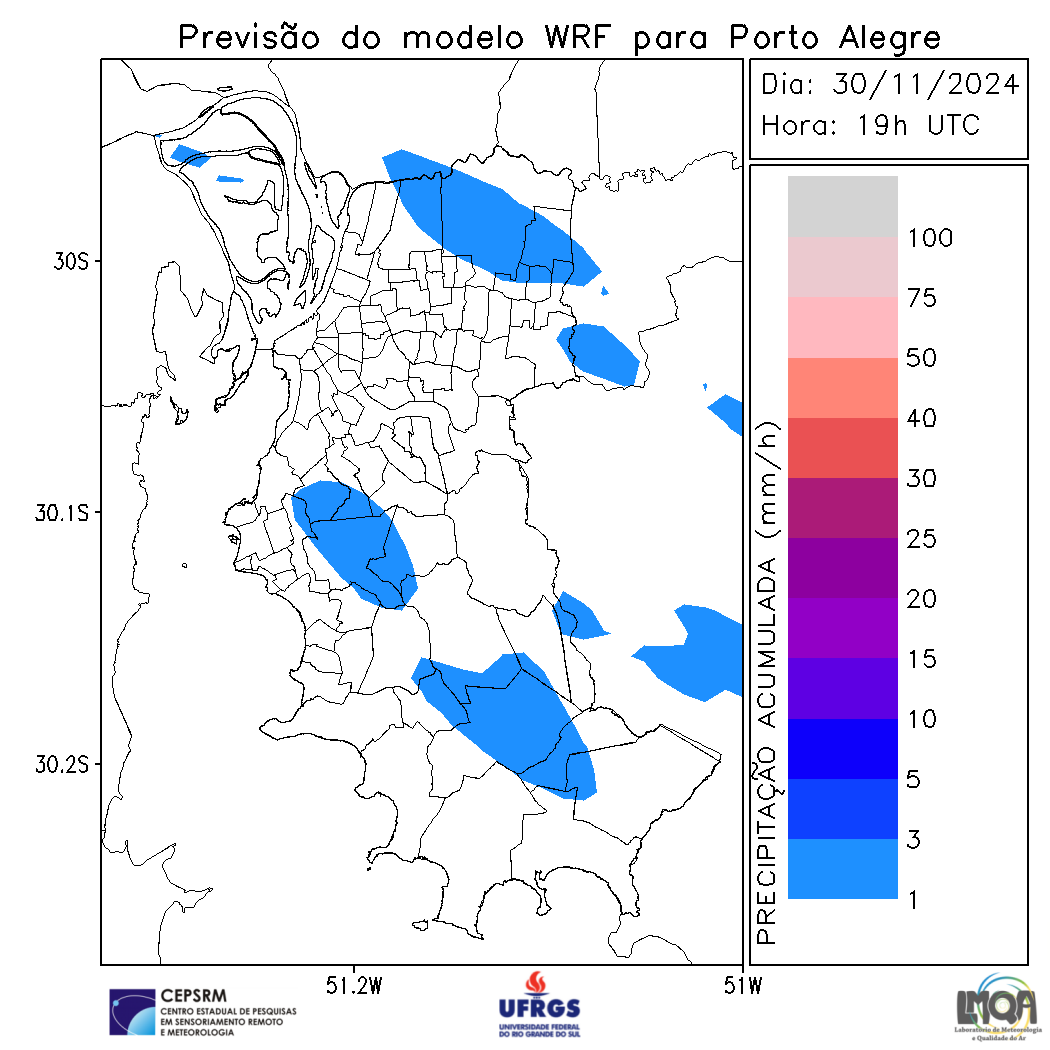 Previsão do modelo WRF para Porto Alegre
Dia: 30/11/2024
Hora: 19h UTC
30S
30.1S
30.2S
51.2W
51W
PRECIPITAÇÃO ACUMULADA (mm/h)
100
75
50
40
30
25
20
15
10
5
3
1
CEPSRM
CENTRO ESTADUAL DE PESQUISAS
EM SENSORIAMENTO REMOTO
E METEOROLOGIA
UFRGS
UNIVERSIDADE FEDERAL
DO RIO GRANDE DO SUL
LMQA
Laboratório de Meteorologia
e Qualidade do Ar